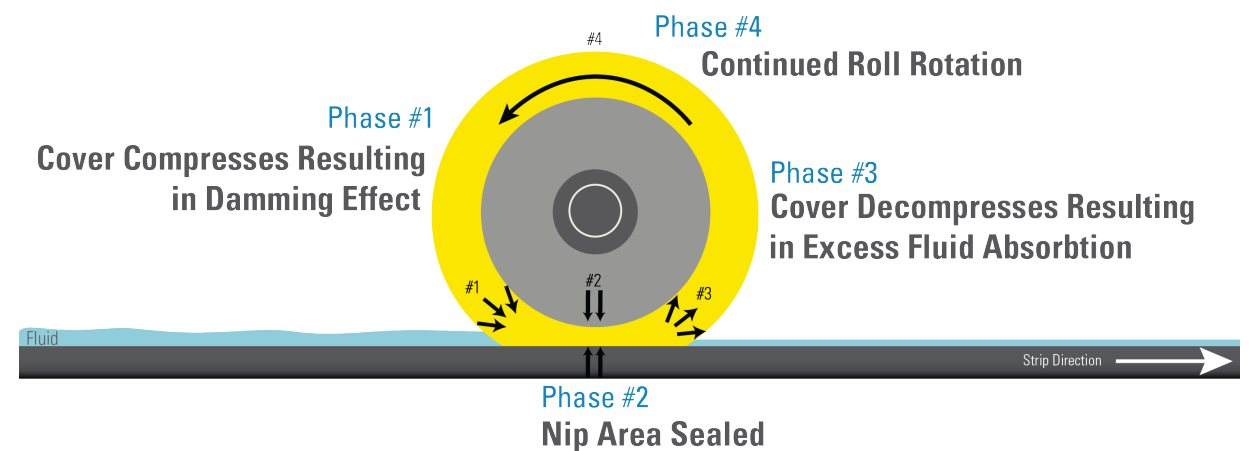 #4
Phase #4
Continued Roll Rotation
Phase #1
Cover Compresses Resulting
in Damming Effect
Phase #3
Cover Decompresses Resulting
in Excess Fluid Absorbtion
#1
#2
#3
Fluid
Strip Direction
Phase #2
Nip Area Sealed